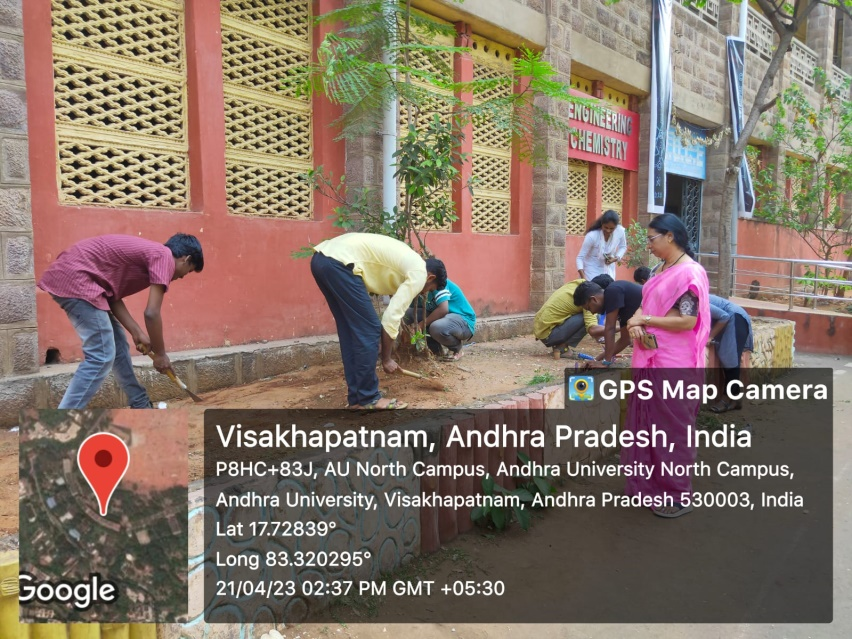 ENGINEERING
CHEMISTRY
GPS Map Camera
Visakhapatnam, Andhra Pradesh, India
P8HC+83J, AU North Campus, Andhra University North Campus,
Andhra University, Visakhapatnam, Andhra Pradesh 530003, India
Lat 17.72839°
Long 83.320295°
21/04/23 02:37 PM GMT +05:30
Google